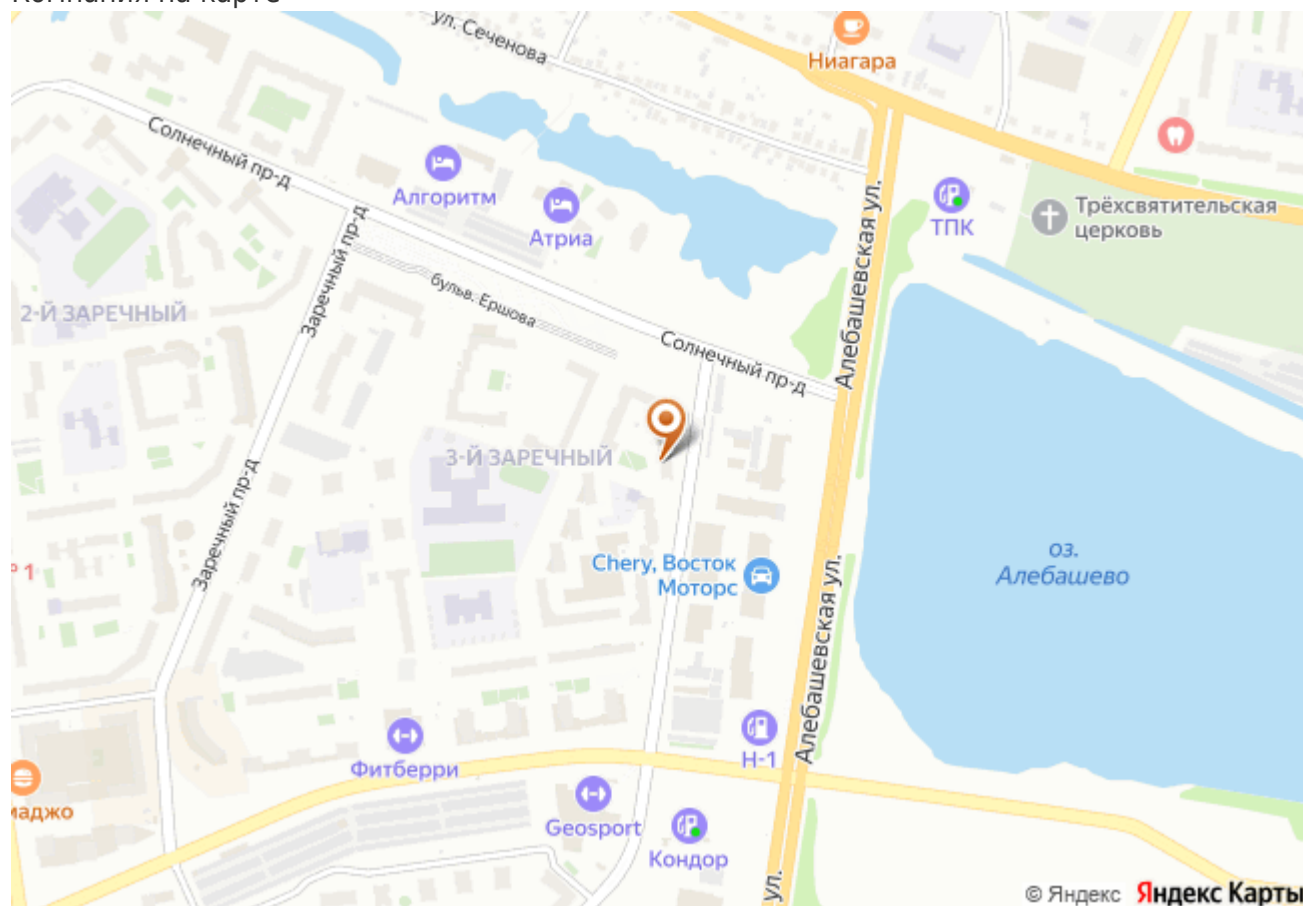 ул. Сеченова
Ниагара
Солнечный пр-д
Алгоритм
Атриа
ТПК
Трёхсвятительская
церковь
Алебашевская ул.
Заречный пр-д
2-Й ЗАРЕЧНЫЙ
бульв. Ершова
Солнечный пр-д
3-Й ЗАРЕЧНЫЙ
Заречный пр-д
Chery, Восток
Моторс
оз.
Алебашево
Алебашевская ул.
Н-1
Фитберри
Geosport
Кондор
ул.
© Яндекс Яндекс Карты